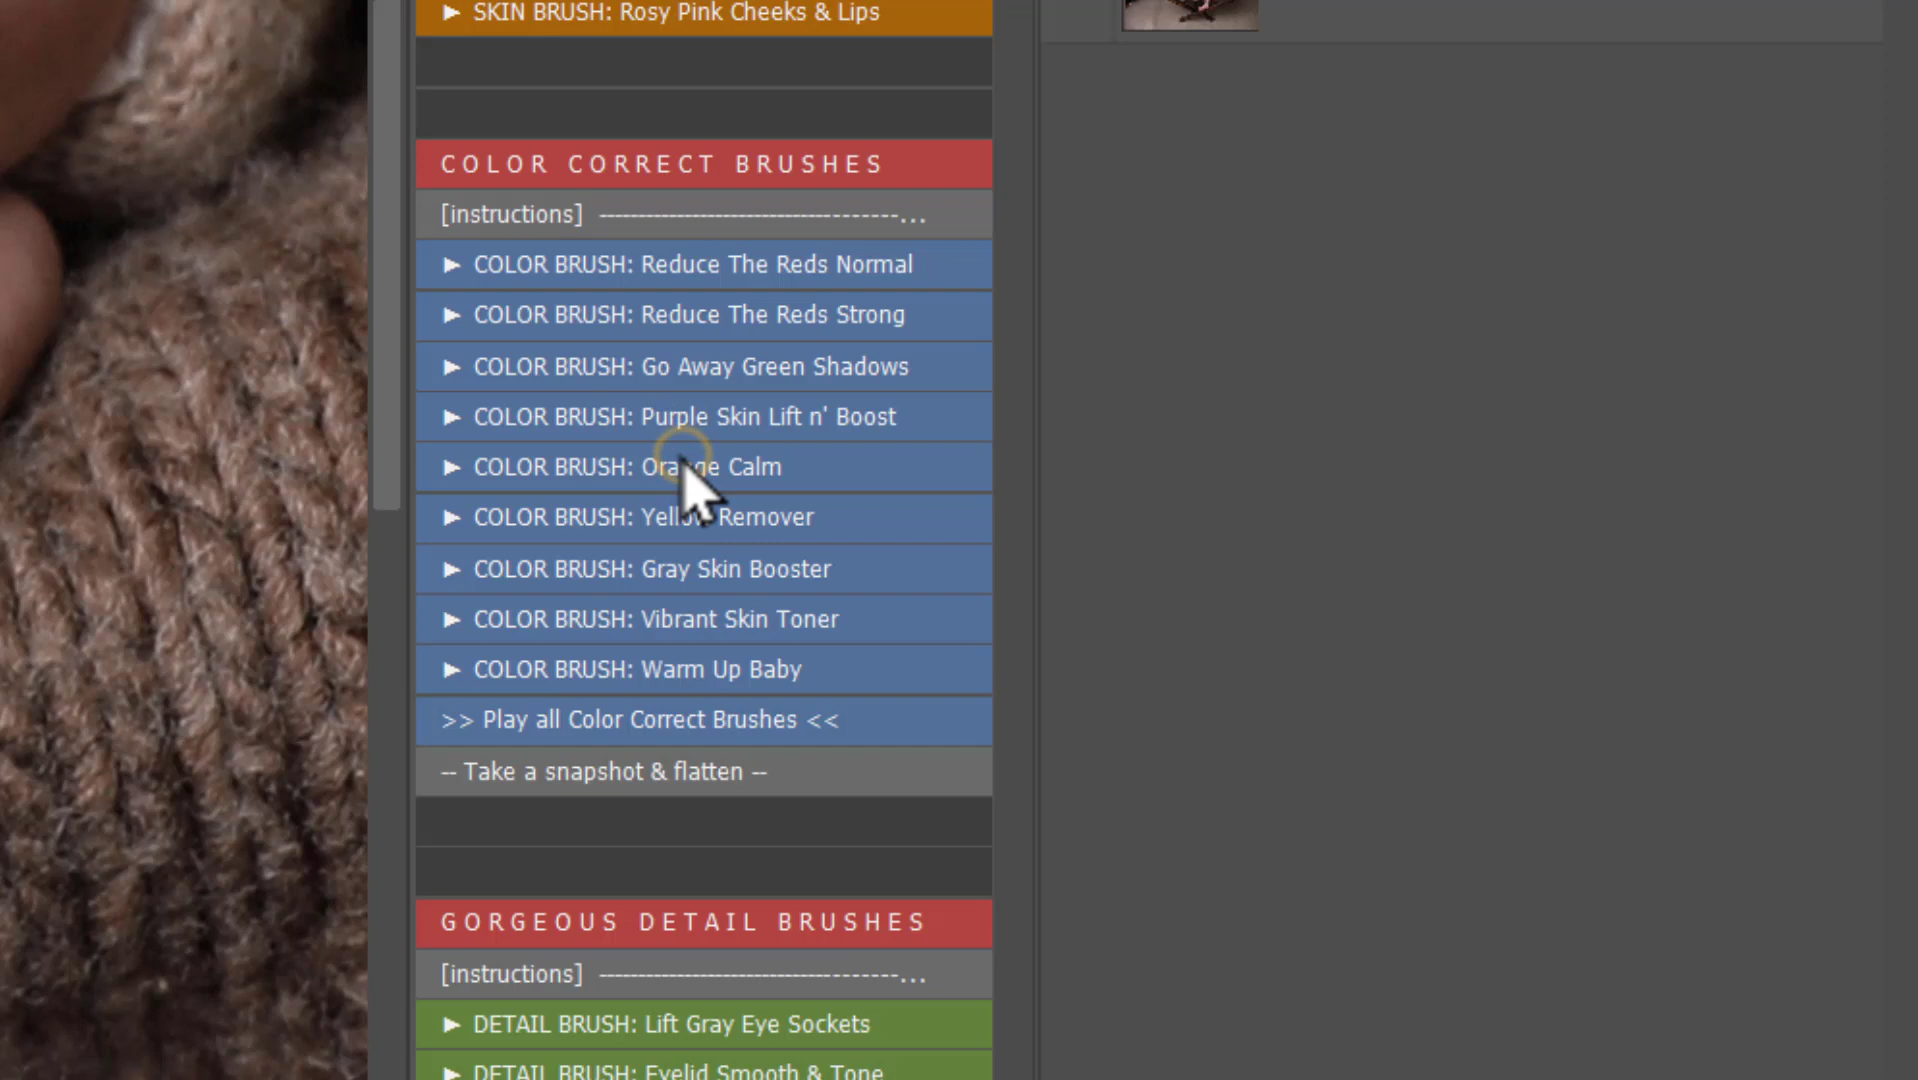 ► SKIN BRUSH: Rosy Pink Cheeks & Lips
COLOR CORRECT BRUSHES
[instructions] ------------------------------------...
► COLOR BRUSH: Reduce The Reds Normal
► COLOR BRUSH: Reduce The Reds Strong
► COLOR BRUSH: Go Away Green Shadows
► COLOR BRUSH: Purple Skin Lift n' Boost
► COLOR BRUSH: Orange Calm
► COLOR BRUSH: Yellow Remover
► COLOR BRUSH: Gray Skin Booster
► COLOR BRUSH: Vibrant Skin Toner
► COLOR BRUSH: Warm Up Baby
>> Play all Color Correct Brushes <<
-- Take a snapshot & flatten --
GORGEOUS DETAIL BRUSHES
[instructions] ------------------------------------...
► DETAIL BRUSH: Lift Gray Eye Sockets
► DETAIL BRUSH: Eyelid Smooth & Tone